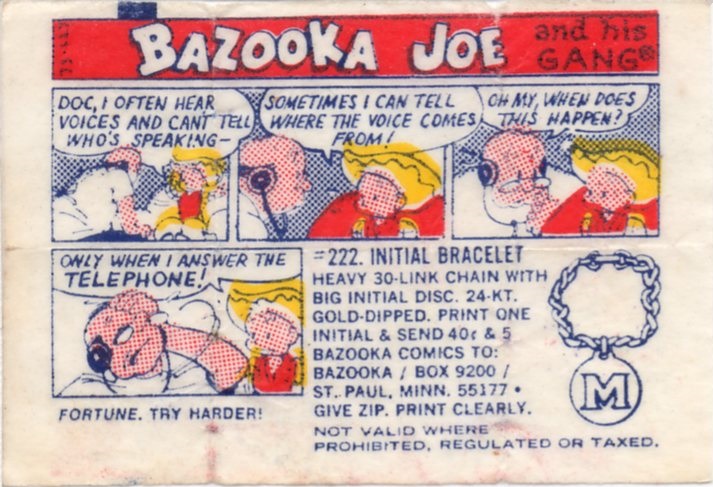 BAZOOKA JOE
and his
GANG®
DOC, I OFTEN HEAR
VOICES AND CAN'T TELL
WHO'S SPEAKING—
SOMETIMES I CAN TELL
WHERE THE VOICE COMES
FROM!
OH MY, WHEN DOES
THIS HAPPEN?
ONLY WHEN I ANSWER THE
TELEPHONE!
FORTUNE. TRY HARDER!
=222. INITIAL BRACELET
HEAVY 30-LINK CHAIN WITH
BIG INITIAL DISC. 24-KT.
GOLD-DIPPED. PRINT ONE
INITIAL & SEND 40¢ & 5
BAZOOKA COMICS TO:
BAZOOKA / BOX 9200 /
ST. PAUL, MINN. 55177 •
GIVE ZIP. PRINT CLEARLY.
NOT VALID WHERE
PROHIBITED, REGULATED OR TAXED.
M